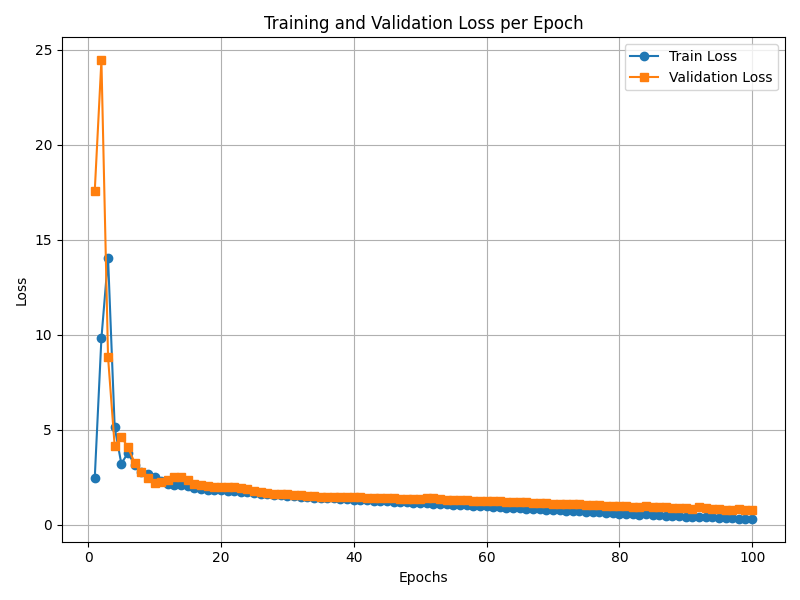 Training and Validation Loss per Epoch
Train Loss
Validation Loss
Loss
25
20
15
10
5
0
0 20 40 60 80 100
Epochs